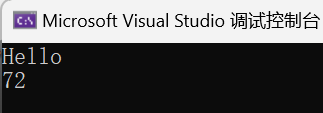 Microsoft Visual Studio 调试控制台
Hello
72